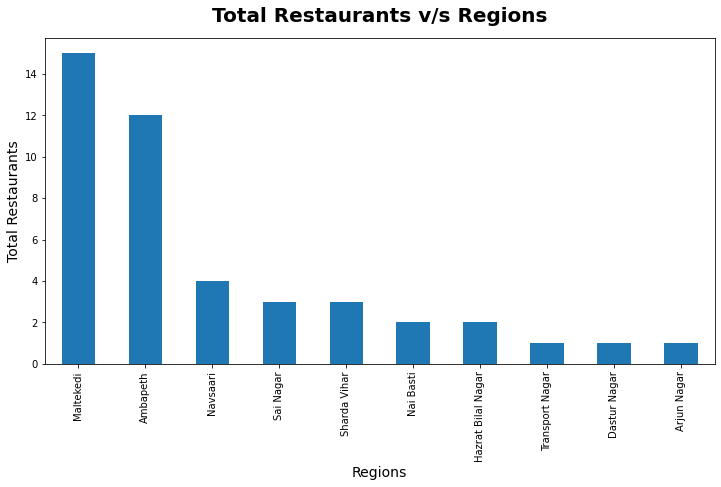 Total Restaurants v/s Regions
Total Restaurants
14
12
10
8
6
4
2
0
Maltekedi
Ambapeth
Navsaari
Sai Nagar
Sharda Vihar
Nai Basti
Hazrat Bilal Nagar
Transport Nagar
Dastur Nagar
Arjun Nagar
Regions